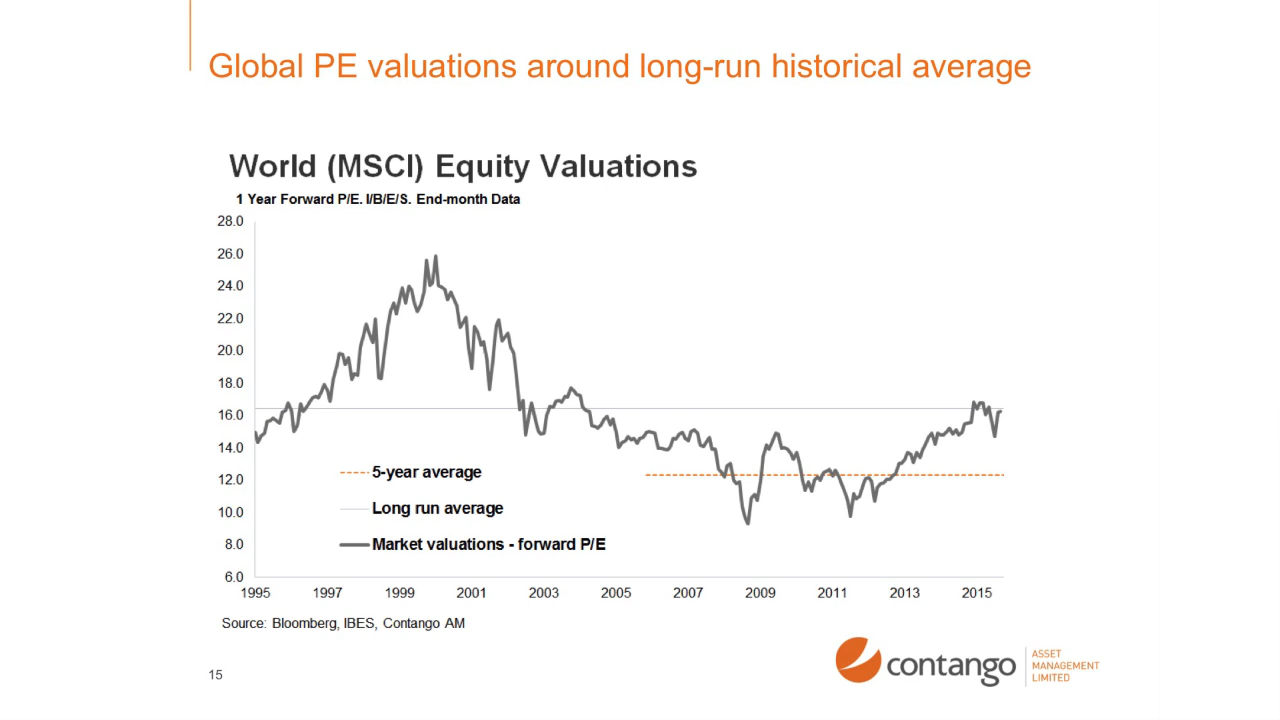 Global PE valuations around long-run historical average
World (MSCI) Equity Valuations
1 Year Forward P/E. I/B/E/S. End-month Data
28.0
26.0
24.0
22.0
20.0
18.0
16.0
14.0
12.0
10.0
8.0
6.0
5-year average
Long run average
Market valuations - forward P/E
1995 1997 1999 2001 2003 2005 2007 2009 2011 2013 2015
Source: Bloomberg, IBES, Contango AM
15
contango
ASSET
MANAGEMENT
LIMITED